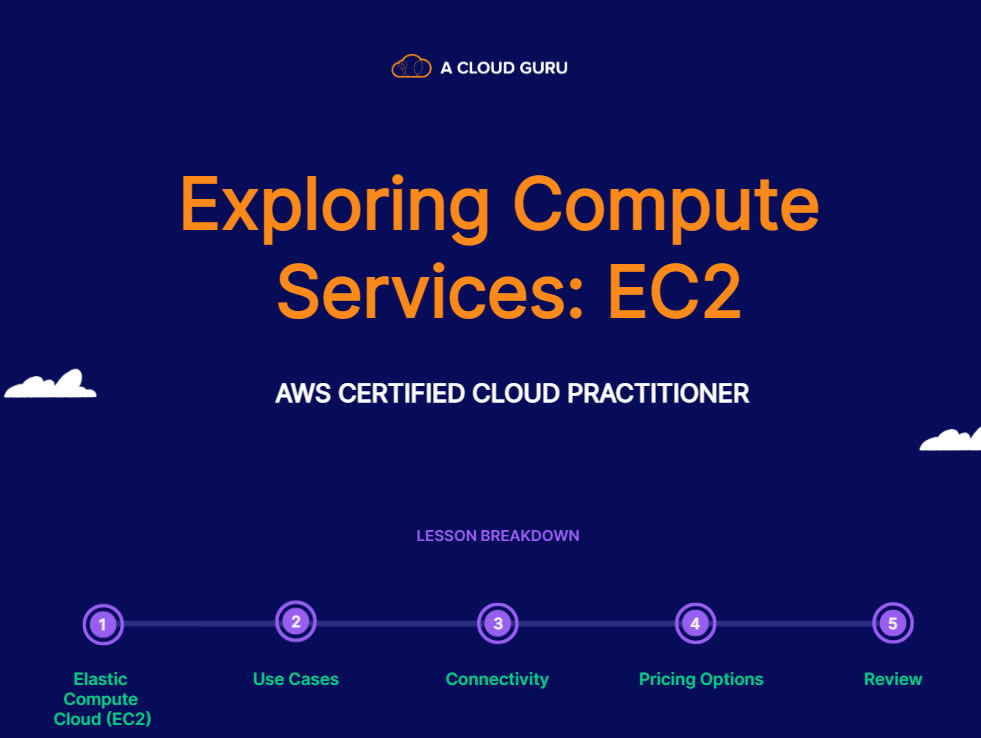 A CLOUD GURU
Exploring Compute
Services: EC2
AWS CERTIFIED CLOUD PRACTITIONER
LESSON BREAKDOWN
1
2
3
4
5
Elastic
Compute
Cloud (EC2)
Use Cases
Connectivity
Pricing Options
Review